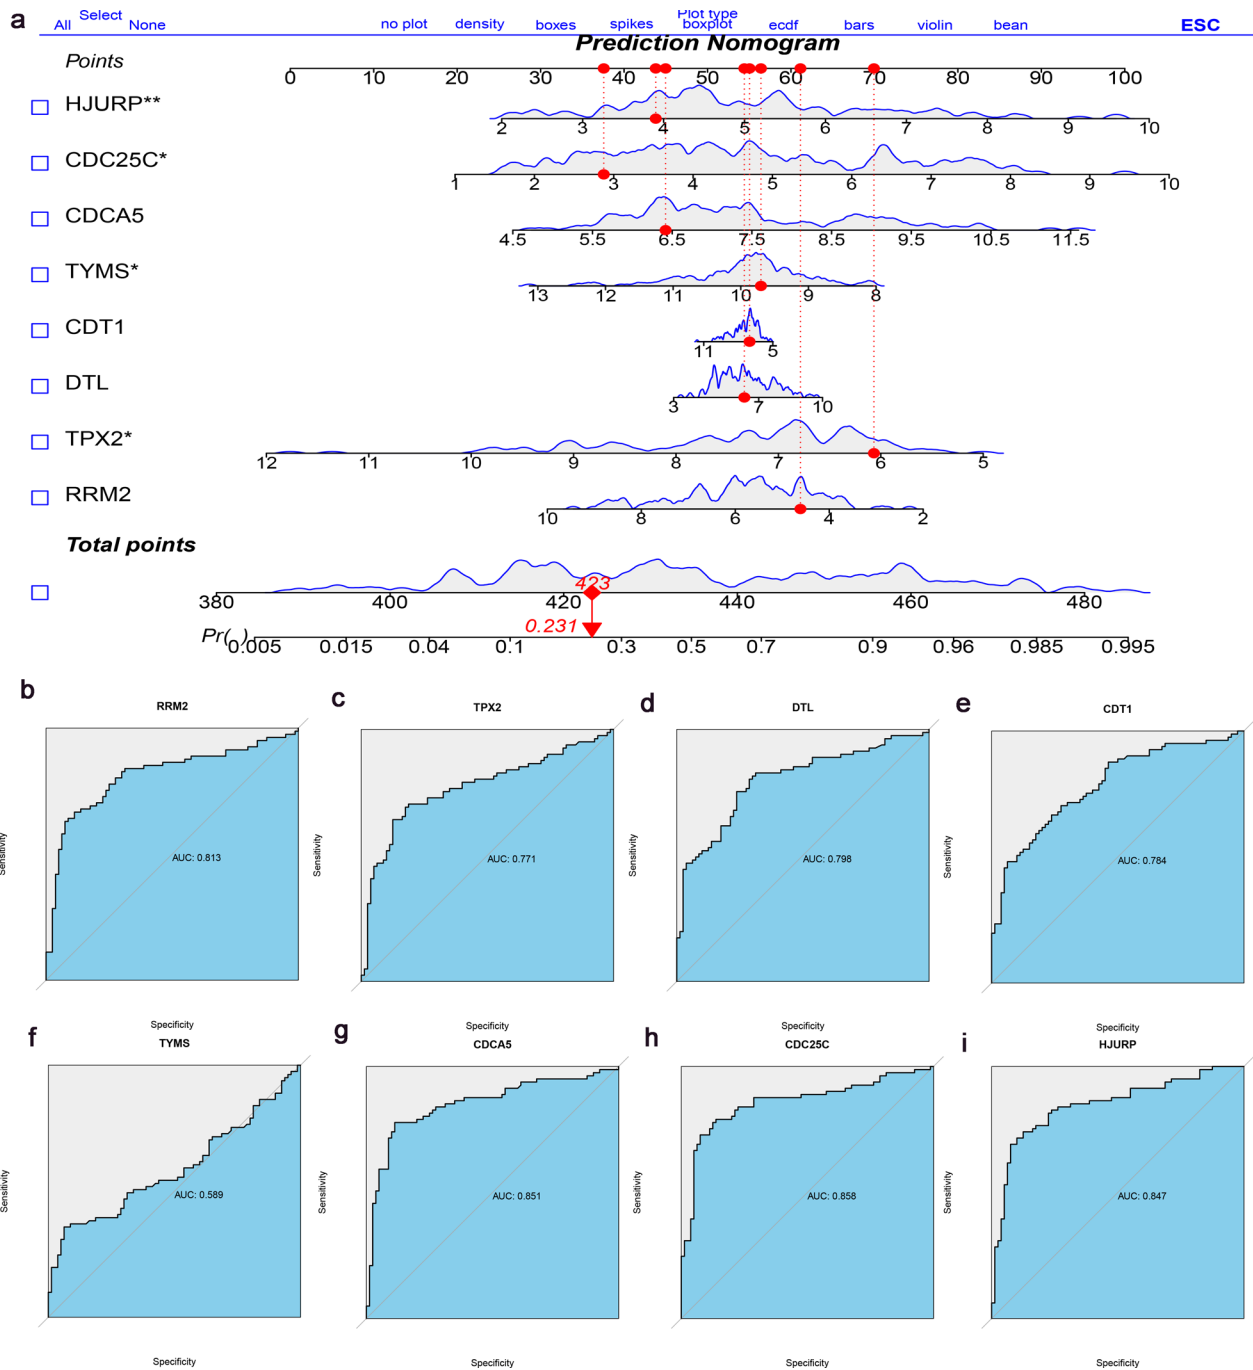 a
Select
All None
Plot type
no plot density boxes spikes boxplot ecdf bars violin bean
ESC
Prediction Nomogram
Points
0 10 20 30 40 50 60 70 80 90 100
HJURP**
2 3 4 5 6 7 8 9 10
CDC25C*
1 2 3 4 5 6 7 8 9 10
CDCA5
4.5 5.5 6.5 7.5 8.5 9.5 10.5 11.5
TYMS*
13 12 11 10 9 8
CDT1
11 5
DTL
3 7 10
TPX2*
12 11 10 9 8 7 6 5
RRM2
10 8 6 4 2
Total points
423
380 400 420 440 460 480
0.231
Pr( )
0.005 0.015 0.04 0.1 0.3 0.5 0.7 0.9 0.96 0.985 0.995
b
RRM2
Sensitivity
AUC: 0.813
Specificity
c
TPX2
Sensitivity
AUC: 0.771
Specificity
d
DTL
Sensitivity
AUC: 0.798
Specificity
e
CDT1
Sensitivity
AUC: 0.784
Specificity
f
TYMS
Sensitivity
AUC: 0.589
Specificity
g
CDCA5
Sensitivity
AUC: 0.851
Specificity
h
CDC25C
Sensitivity
AUC: 0.858
Specificity
i
HJURP
Sensitivity
AUC: 0.847
Specificity